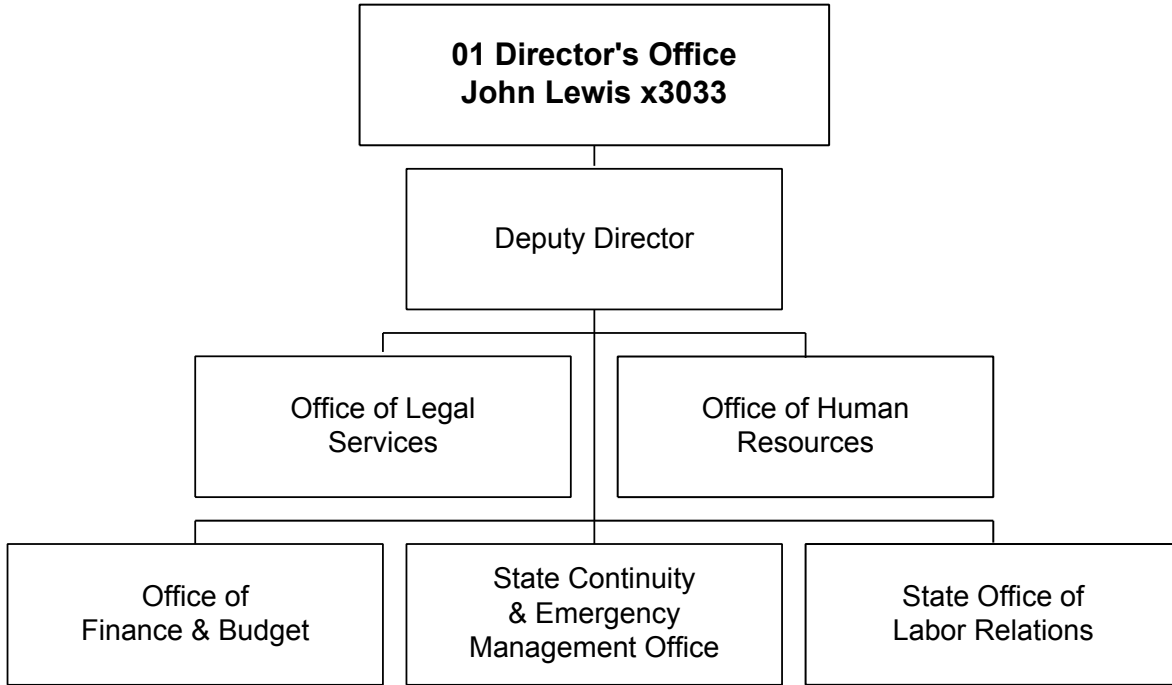 01 Director's Office
John Lewis x3033
Deputy Director
Office of Legal
Services
Office of Human
Resources
Office of
Finance & Budget
State Continuity
& Emergency
Management Office
State Office of
Labor Relations